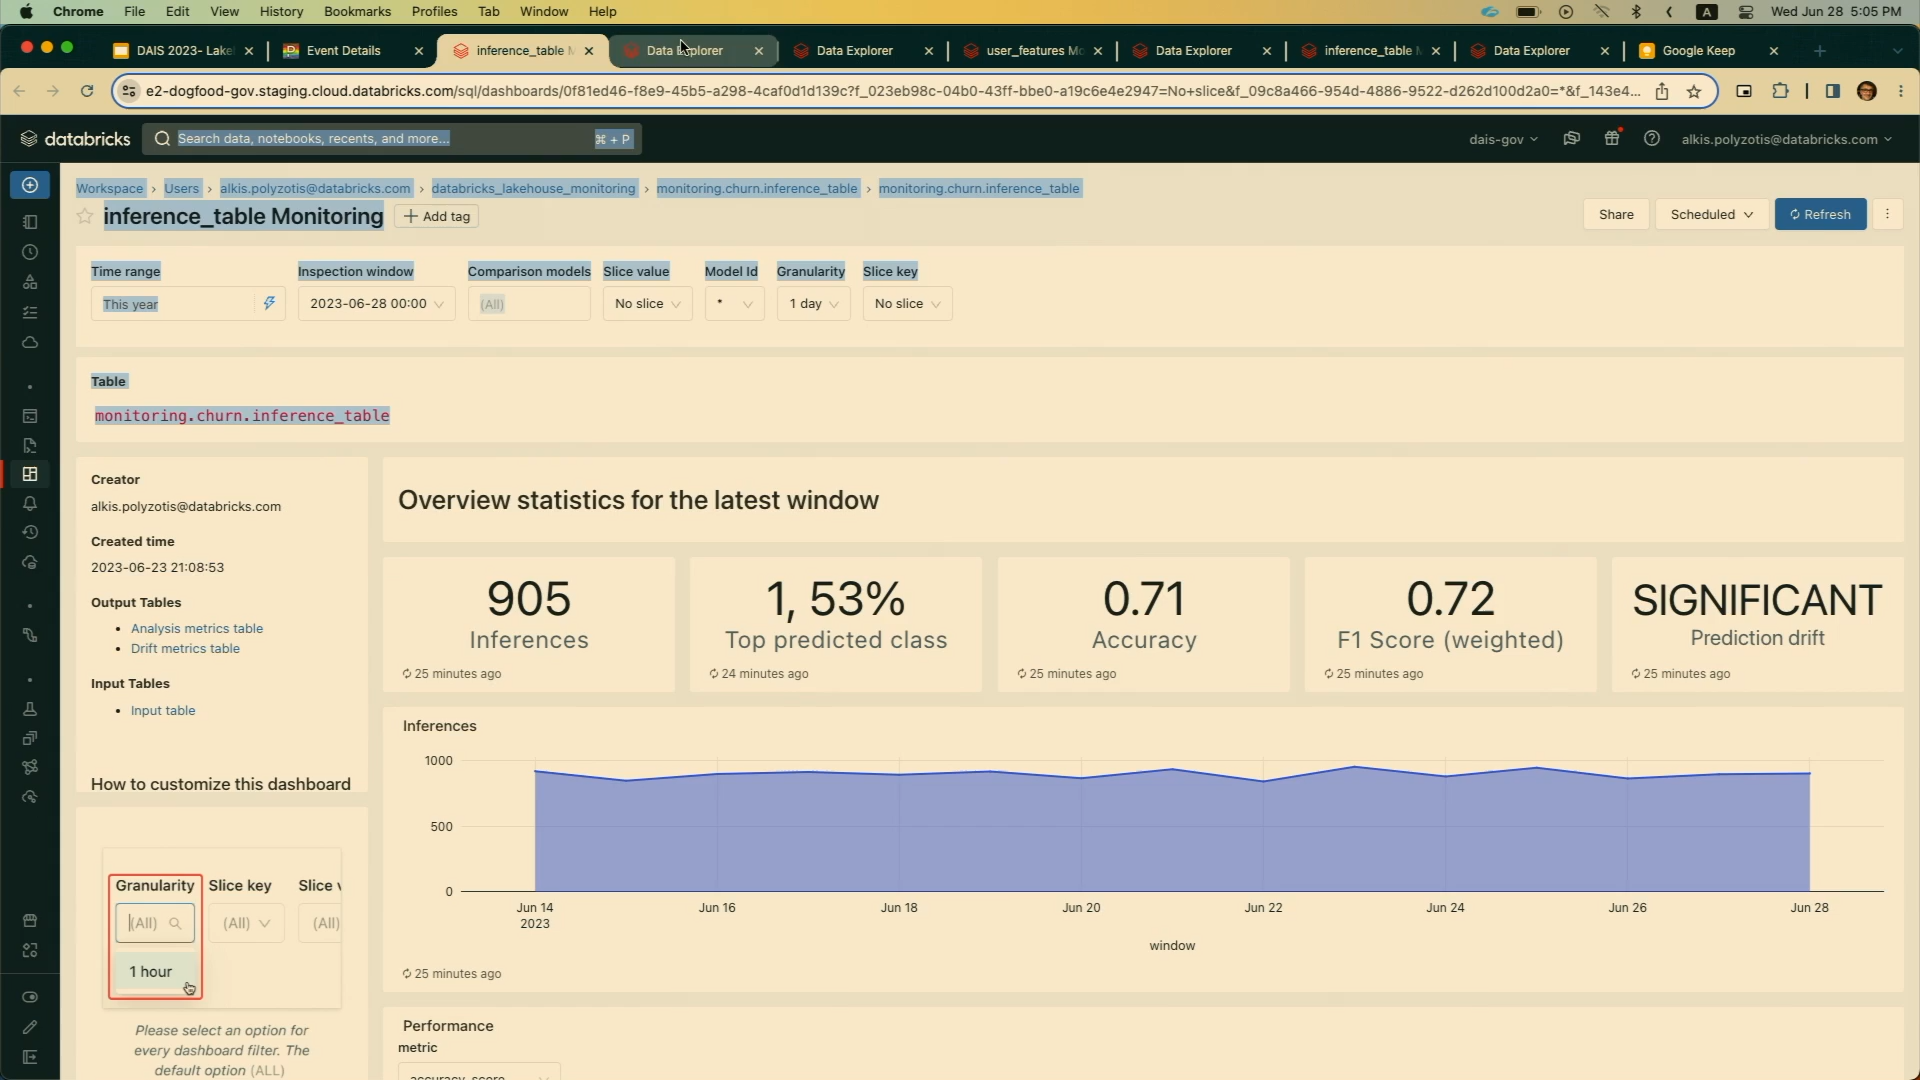 Chrome File Edit View History Bookmarks Profiles Tab Window Help
A Wed Jun 28 5:05 PM
DAIS 2023- Lake
Event Details
inference_table M
Data Explorer
Data Explorer
user_features Mo
Data Explorer
inference_table M
Data Explorer
Google Keep
e2-dogfood-gov.staging.cloud.databricks.com/sql/dashboards/0f81ed46-f8e9-45b5-a298-4caf0d1d139c?f_023eb98c-04b0-43ff-bbe0-a19c6e4e2947=No+slice&f_09c8a466-954d-4886-9522-d262d100d2a0=*&f_143e4...
databricks
Search data, notebooks, recents, and more...
⌘ + P
dais-gov
alkis.polyzotis@databricks.com
Workspace › Users › alkis.polyzotis@databricks.com › databricks_lakehouse_monitoring › monitoring.churn.inference_table › monitoring.churn.inference_table
inference_table Monitoring
+ Add tag
Share
Scheduled
Refresh
Time range Inspection window Comparison models Slice value Model Id Granularity Slice key
This year 2023-06-28 00:00 (All) No slice * 1 day No slice
Table
monitoring.churn.inference_table
Creator
alkis.polyzotis@databricks.com
Created time
2023-06-23 21:08:53
Output Tables
• Analysis metrics table
• Drift metrics table
Input Tables
• Input table
How to customize this dashboard
Granularity Slice key Slice v
(All) (All) (All)
1 hour
Please select an option for
every dashboard filter. The
default option (ALL)
Overview statistics for the latest window
905
Inferences
25 minutes ago
1, 53%
Top predicted class
24 minutes ago
0.71
Accuracy
25 minutes ago
0.72
F1 Score (weighted)
25 minutes ago
SIGNIFICANT
Prediction drift
25 minutes ago
Inferences
1000
500
0
Jun 14 Jun 16 Jun 18 Jun 20 Jun 22 Jun 24 Jun 26 Jun 28
2023
window
25 minutes ago
Performance
metric
accuracy_score